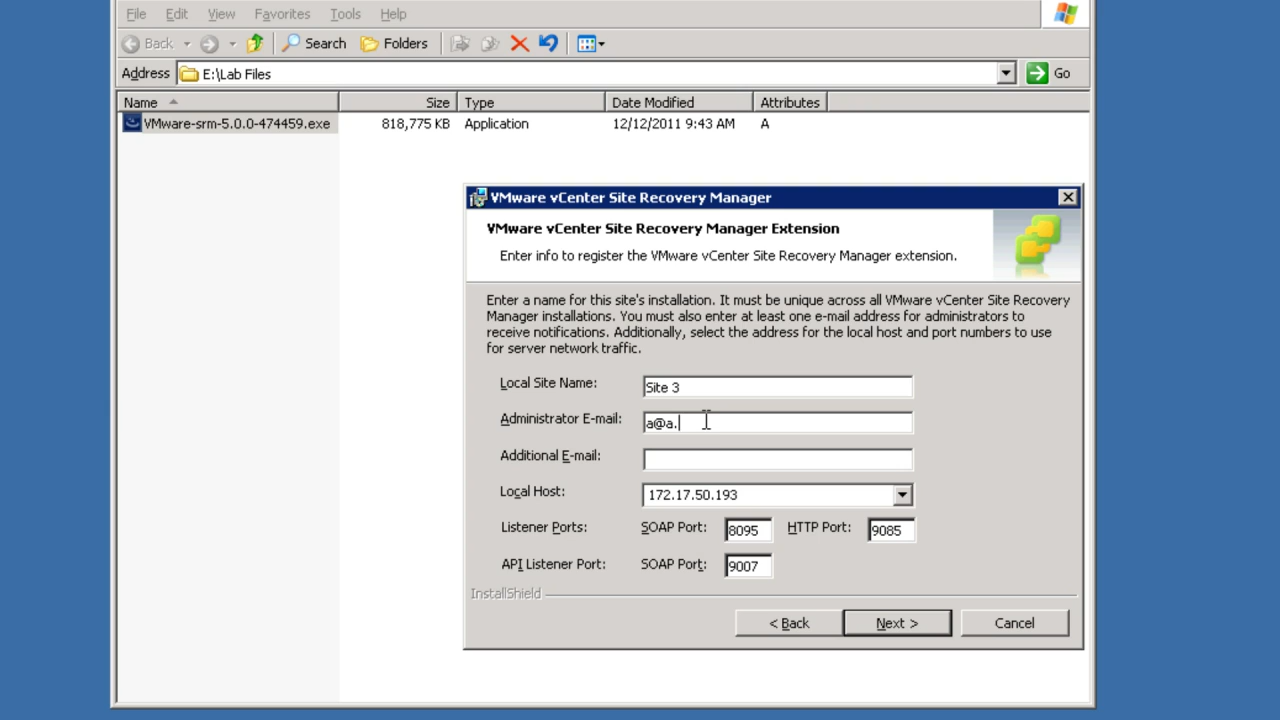 File Edit View Favorites Tools Help
Back Search Folders
Address E:\Lab Files Go
Name Size Type Date Modified Attributes
VMware-srm-5.0.0-474459.exe 818,775 KB Application 12/12/2011 9:43 AM A
VMware vCenter Site Recovery Manager
VMware vCenter Site Recovery Manager Extension
Enter info to register the VMware vCenter Site Recovery Manager extension.
Enter a name for this site's installation. It must be unique across all VMware vCenter Site Recovery
Manager installations. You must also enter at least one e-mail address for administrators to
receive notifications. Additionally, select the address for the local host and port numbers to use
for server network traffic.
Local Site Name: Site 3
Administrator E-mail: a@a.
Additional E-mail:
Local Host: 172.17.50.193
Listener Ports: SOAP Port: 8095 HTTP Port: 9085
API Listener Port: SOAP Port: 9007
InstallShield
< Back Next > Cancel